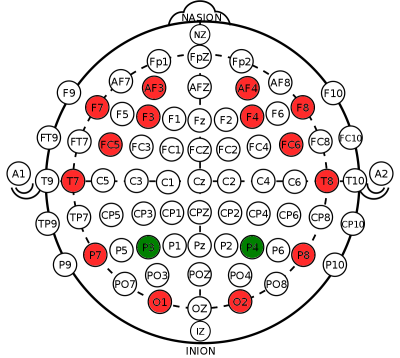 NASION
NZ
Fp1 FpZ Fp2
AF7 AF3 AFZ AF4 AF8
F9 F7 F5 F3 F1 Fz F2 F4 F6 F8 F10
FT9 FT7 FC5 FC3 FC1 FCZ FC2 FC4 FC6 FC8 FC10
A1 T9 T7 C5 C3 C1 Cz C2 C4 C6 T8 T10 A2
TP9 TP7 CP5 CP3 CP1 CPZ CP2 CP4 CP6 CP8 CP10
P9 P7 P5 P3 P1 Pz P2 P4 P6 P8 P10
PO7 PO3 POZ PO4 PO8
O1 OZ O2
IZ
INION